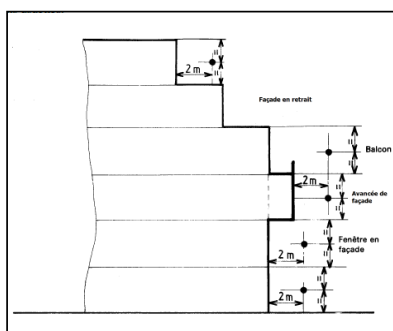 2 m
=
=
Façade en retrait
=
Balcon
=
2 m
=
Avancée de
façade
=
=
Fenêtre en
façade
2 m
=
=
2 m
=